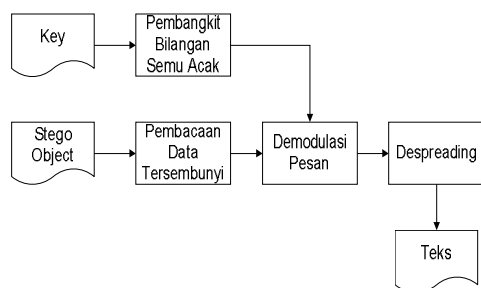 Key
Pembangkit
Bilangan
Semu Acak
Stego
Object
Pembacaan
Data
Tersembunyi
Demodulasi
Pesan
Despreading
Teks